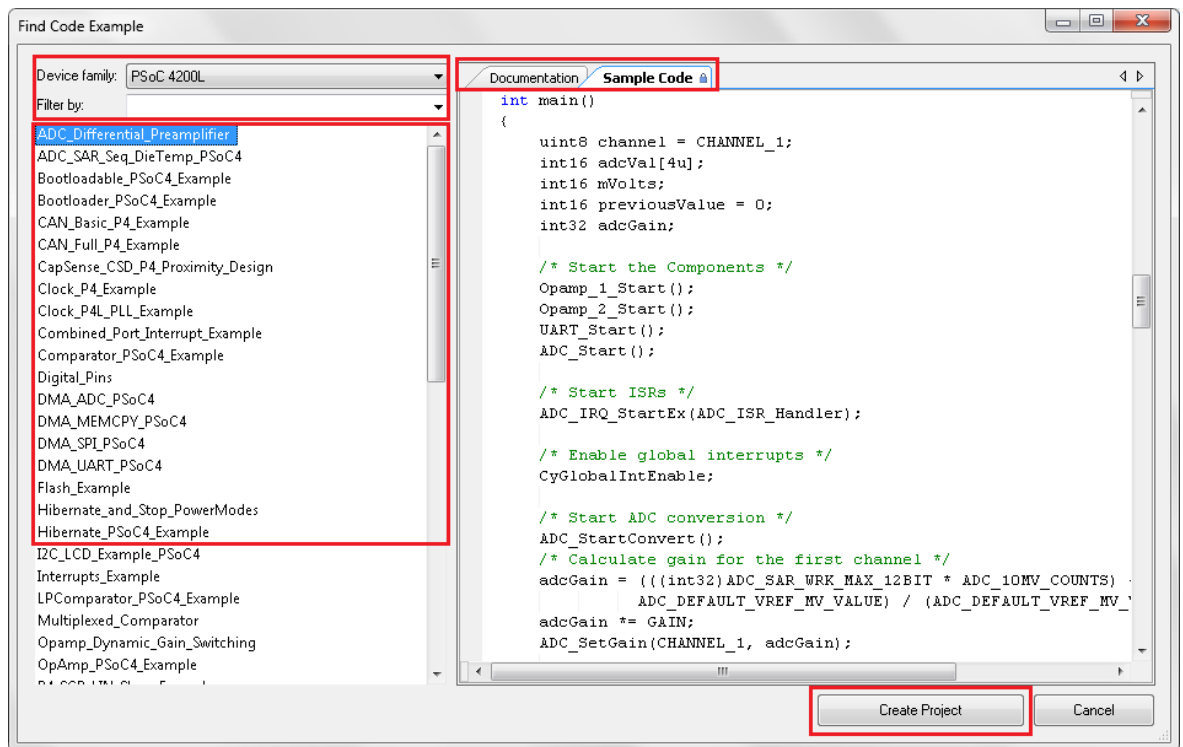 Find Code Example
Device family: PSoC 4200L
Filter by:
ADC_Differential_Preamplifier
ADC_SAR_Seq_DieTemp_PSoC4
Bootloadable_PSoC4_Example
Bootloader_PSoC4_Example
CAN_Basic_P4_Example
CAN_Full_P4_Example
CapSense_CSD_P4_Proximity_Design
Clock_P4_Example
Clock_P4L_PLL_Example
Combined_Port_Interrupt_Example
Comparator_PSoC4_Example
Digital_Pins
DMA_ADC_PSoC4
DMA_MEMCPY_PSoC4
DMA_SPI_PSoC4
DMA_UART_PSoC4
Flash_Example
Hibernate_and_Stop_PowerModes
Hibernate_PSoC4_Example
I2C_LCD_Example_PSoC4
Interrupts_Example
LPComparator_PSoC4_Example
Multiplexed_Comparator
Opamp_Dynamic_Gain_Switching
OpAmp_PSoC4_Example
Documentation Sample Code
int main()
{
uint8 channel = CHANNEL_1;
int16 adcVal[4u];
int16 mVolts;
int16 previousValue = 0;
int32 adcGain;
/* Start the Components */
Opamp_1_Start();
Opamp_2_Start();
UART_Start();
ADC_Start();
/* Start ISRs */
ADC_IRQ_StartEx(ADC_ISR_Handler);
/* Enable global interrupts */
CyGlobalIntEnable;
/* Start ADC conversion */
ADC_StartConvert();
/* Calculate gain for the first channel */
adcGain = (((int32)ADC_SAR_WRK_MAX_12BIT * ADC_10MV_COUNTS)
ADC_DEFAULT_VREF_MV_VALUE) / (ADC_DEFAULT_VREF_MV_
adcGain *= GAIN;
ADC_SetGain(CHANNEL_1, adcGain);
Create Project
Cancel